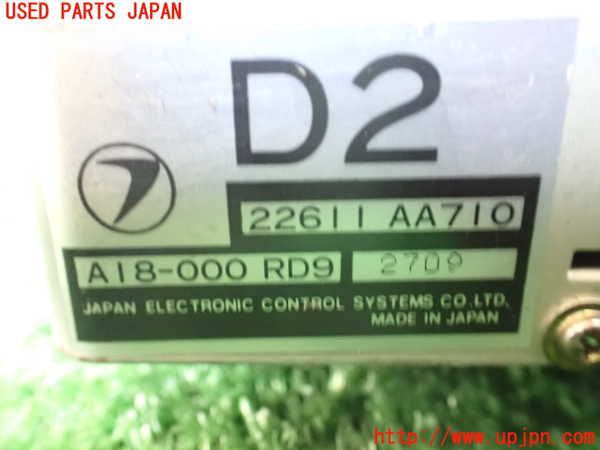 USED PARTS JAPAN
D2
22611 AA710
A18-000 RD9 2709
JAPAN ELECTRONIC CONTROL SYSTEMS CO.,LTD.
MADE IN JAPAN
http://www.upjpn.com/